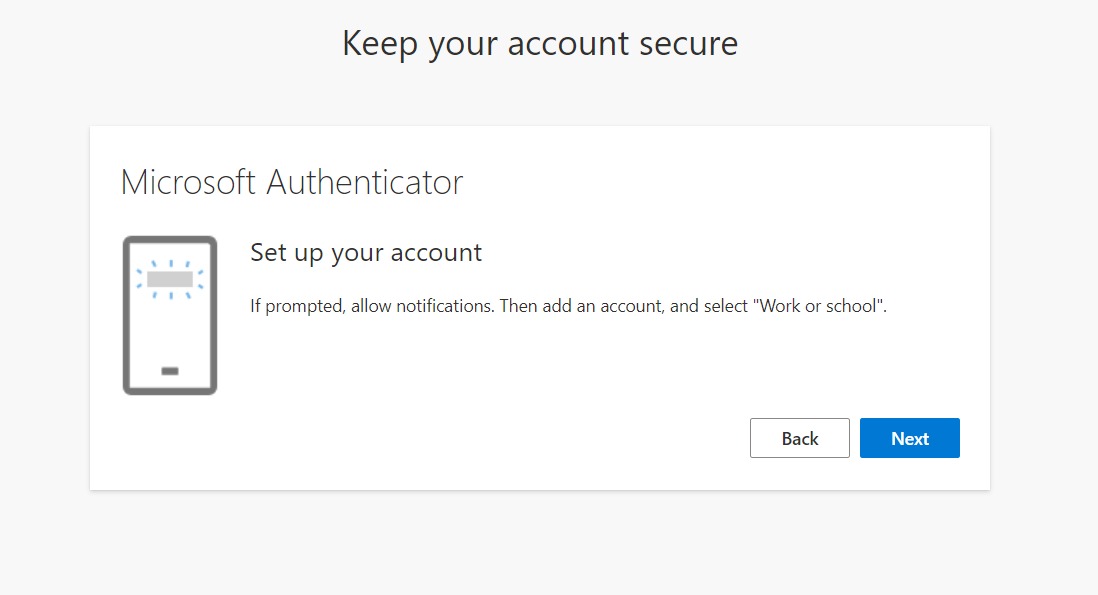 Keep your account secure
Microsoft Authenticator
Set up your account
If prompted, allow notifications. Then add an account, and select "Work or school".
Back
Next